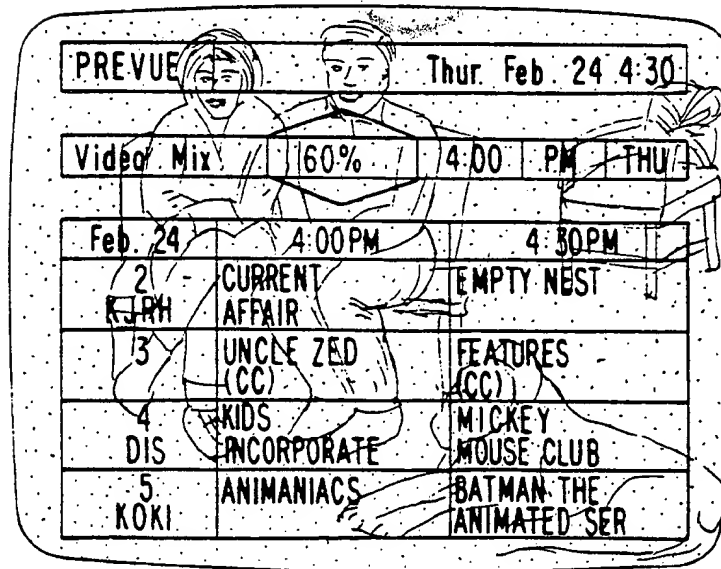 PREVUE Thur. Feb. 24 4:30
Video Mix 60% 4:00 PM THU
Feb. 24 4:00PM 4:30PM
2 CURRENT EMPTY NEST
KJRH AFFAIR
3 UNCLE ZED FEATURES
(CC) (CC)
4 KIDS MICKEY
DIS INCORPORATE MOUSE CLUB
5 ANIMANIACS BATMAN THE
KOKI ANIMATED SER